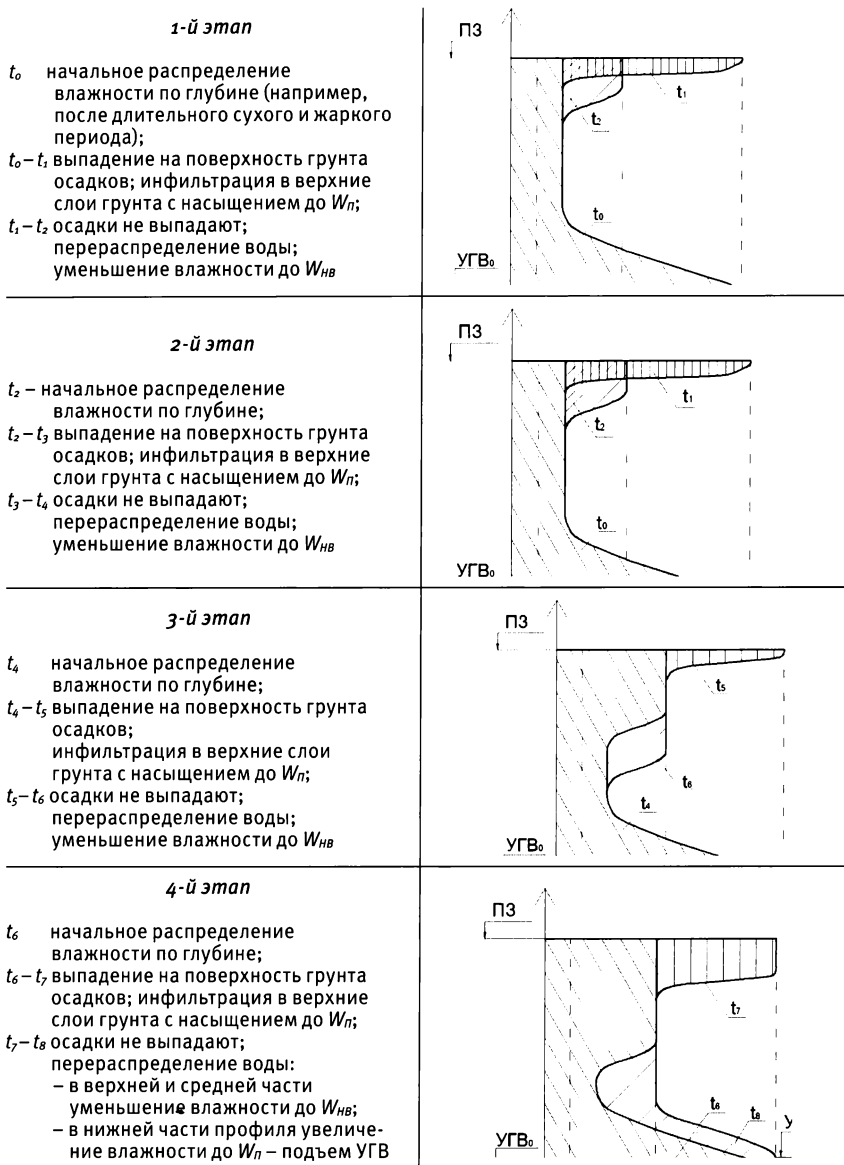 1-й этап
t₀ начальное распределение
влажности по глубине (например,
после длительного сухого и жаркого
периода);
t₀–t₁ выпадение на поверхность грунта
осадков; инфильтрация в верхние
слои грунта с насыщением до Wп;
t₁–t₂ осадки не выпадают;
перераспределение воды;
уменьшение влажности до Wнв
ПЗ
t₁
t₂
t₀
УГВ₀
2-й этап
t₂ – начальное распределение
влажности по глубине;
t₂–t₃ выпадение на поверхность грунта
осадков; инфильтрация в верхние
слои грунта с насыщением до Wп;
t₃–t₄ осадки не выпадают;
перераспределение воды;
уменьшение влажности до Wнв
ПЗ
t₁
t₂
t₀
УГВ₀
3-й этап
t₄ начальное распределение
влажности по глубине;
t₄–t₅ выпадение на поверхность грунта
осадков;
инфильтрация в верхние слои
грунта с насыщением до Wп;
t₅–t₆ осадки не выпадают;
перераспределение воды;
уменьшение влажности до Wнв
ПЗ
t₅
t₆
t₄
УГВ₀
4-й этап
t₆ начальное распределение
влажности по глубине;
t₆–t₇ выпадение на поверхность грунта
осадков; инфильтрация в верхние
слои грунта с насыщением до Wп;
t₇–t₈ осадки не выпадают;
перераспределение воды:
– в верхней и средней части
уменьшение влажности до Wнв;
– в нижней части профиля увеличе-
ние влажности до Wп – подъем УГВ
ПЗ
t₇
t₆
t₈
У
УГВ₀